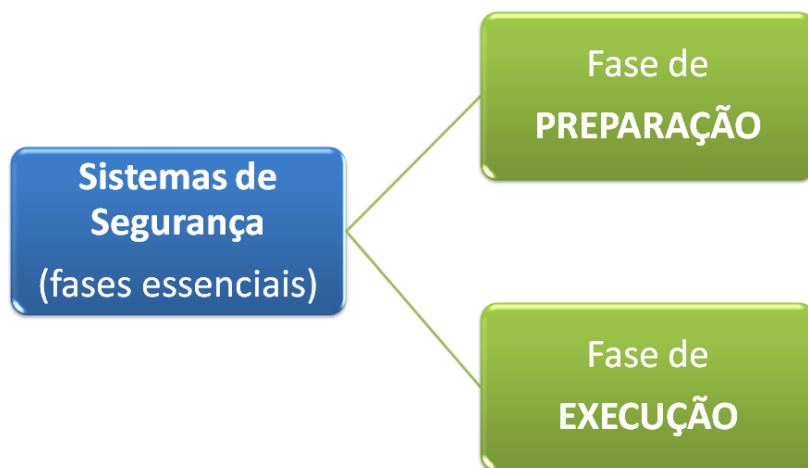 Sistemas de
Segurança
(fases essenciais)
Fase de
PREPARAÇÃO
Fase de
EXECUÇÃO